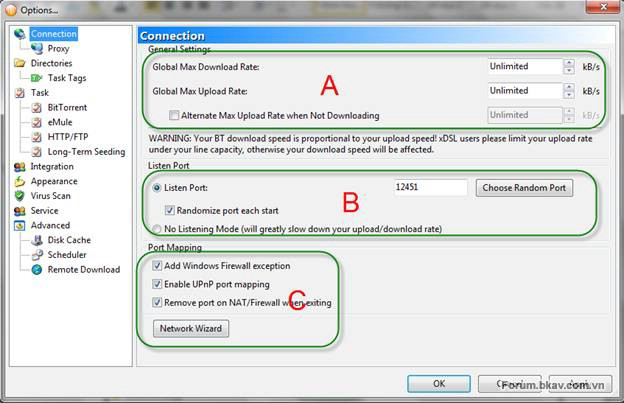 Options...
Connection
Proxy
Directories
Task Tags
Task
BitTorrent
eMule
HTTP/FTP
Long-Term Seeding
Integration
Appearance
Virus Scan
Service
Advanced
Disk Cache
Scheduler
Remote Download
Connection
General Settings
Global Max Download Rate: Unlimited kB/s
Global Max Upload Rate: Unlimited kB/s
Alternate Max Upload Rate when Not Downloading Unlimited kB/s
A
WARNING: Your BT download speed is proportional to your upload speed! xDSL users please limit your upload rate
under your line capacity, otherwise your download speed will be affected.
Listen Port
Listen Port: 12451 Choose Random Port
Randomize port each start
B
No Listening Mode (will greatly slow down your upload/download rate)
Port Mapping
Add Windows Firewall exception
Enable UPnP port mapping
Remove port on NAT/Firewall when exiting
C
Network Wizard
OK Cancel Apply
Forum.bkav.com.vn